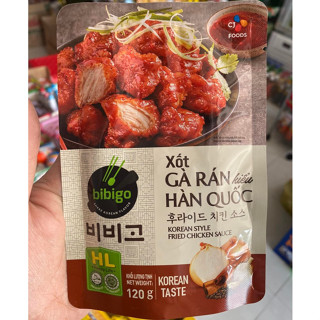 CJ
FOODS
bibigo
비비고
HL
KHỐI LƯỢNG TỊNH
NET WEIGHT:
120 g
KOREAN
TASTE
Xốt
GÀ RÁN kiểu
HÀN QUỐC
후라이드 치킨 소스
KOREAN STYLE
FRIED CHICKEN SAUCE